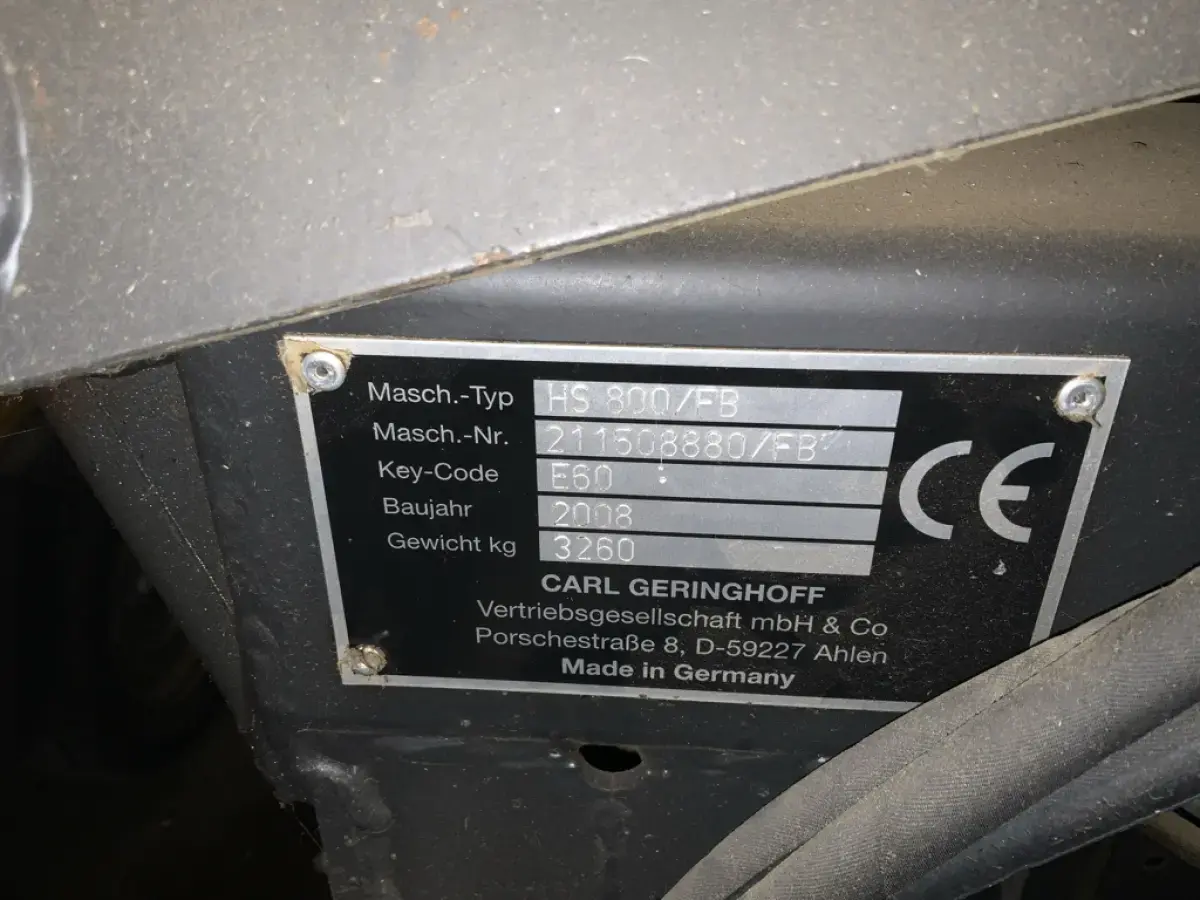 Masch.-Typ HS 800/FB
Masch.-Nr. 211508880/FB
Key-Code E60
Baujahr 2008
Gewicht kg 3260
CE
CARL GERINGHOFF
Vertriebsgesellschaft mbH & Co
Porschestraße 8, D-59227 Ahlen
Made in Germany